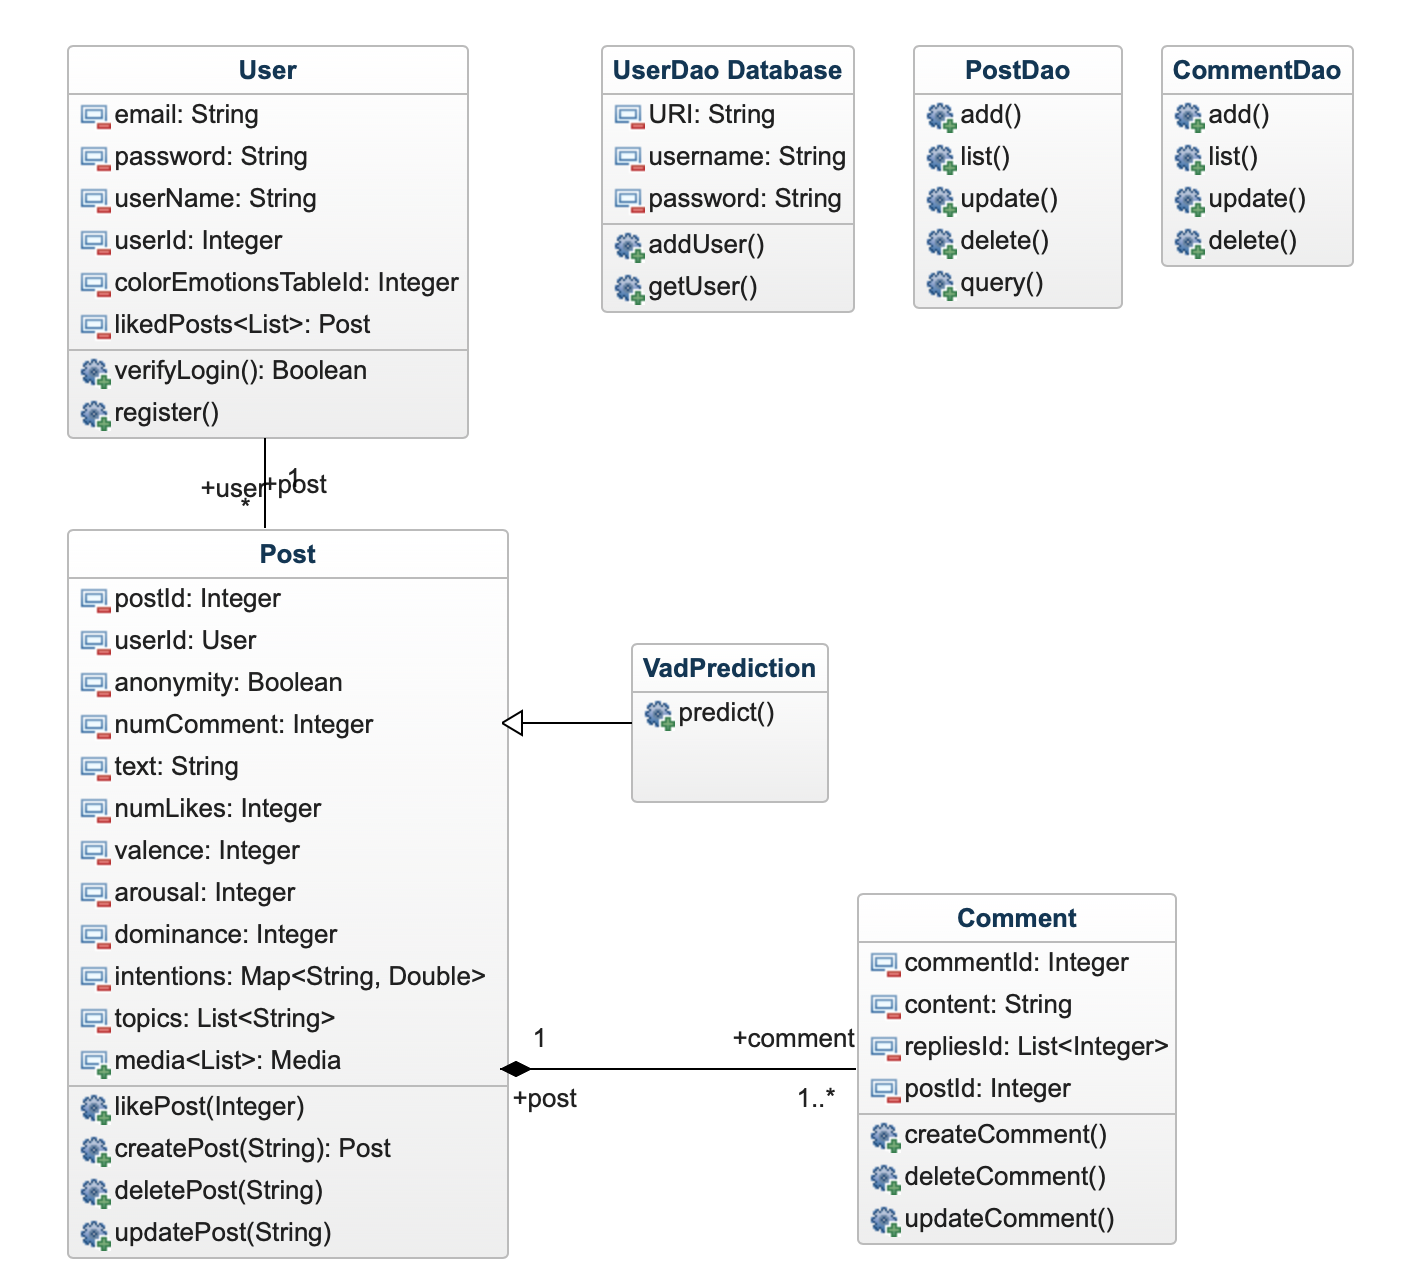 User
email: String
password: String
userName: String
userId: Integer
colorEmotionsTableId: Integer
likedPosts<List>: Post
verifyLogin(): Boolean
register()
UserDao Database
URI: String
username: String
password: String
addUser()
getUser()
PostDao
add()
list()
update()
delete()
query()
CommentDao
add()
list()
update()
delete()
1
+user
+post
*
Post
postId: Integer
userId: User
anonymity: Boolean
numComment: Integer
text: String
numLikes: Integer
valence: Integer
arousal: Integer
dominance: Integer
intentions: Map<String, Double>
topics: List<String>
media<List>: Media
likePost(Integer)
createPost(String): Post
deletePost(String)
updatePost(String)
VadPrediction
predict()
1
+comment
+post
1..*
Comment
commentId: Integer
content: String
repliesId: List<Integer>
postId: Integer
createComment()
deleteComment()
updateComment()